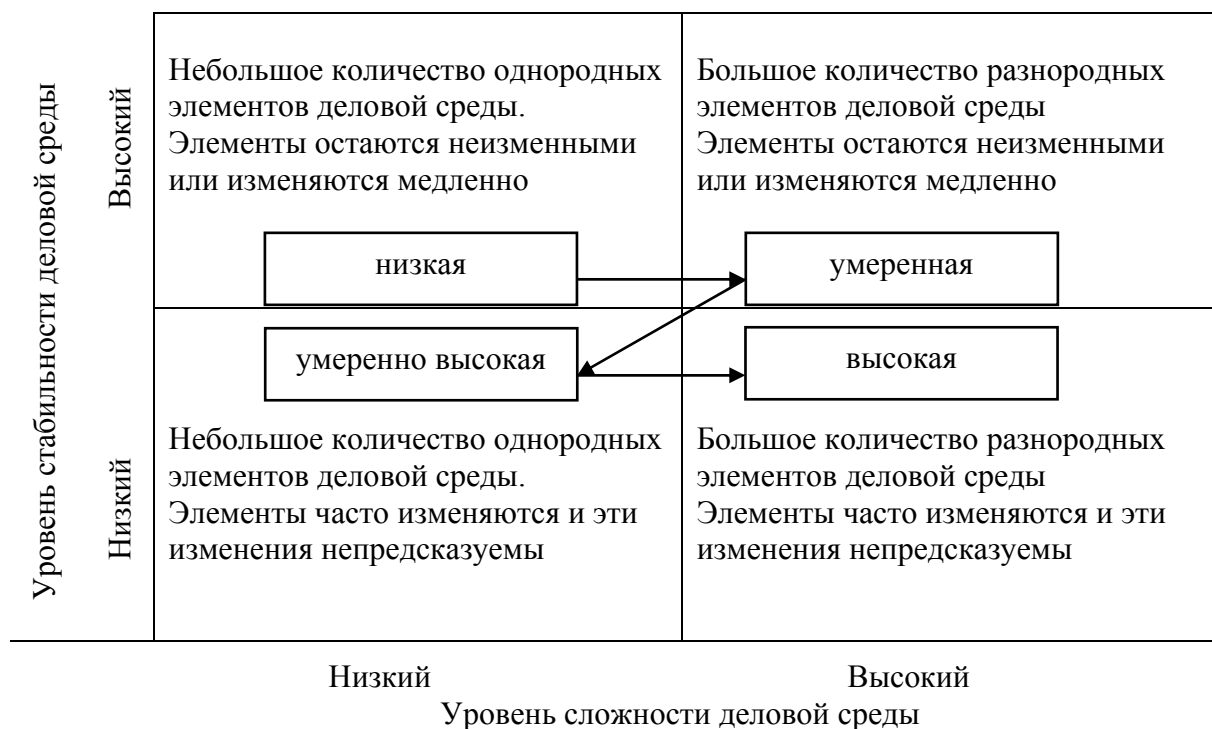 Уровень стабильности деловой среды
Высокий
Небольшое количество однородных
элементов деловой среды.
Элементы остаются неизменными
или изменяются медленно
низкая
Большое количество разнородных
элементов деловой среды
Элементы остаются неизменными
или изменяются медленно
умеренная
Низкий
умеренно высокая
Небольшое количество однородных
элементов деловой среды.
Элементы часто изменяются и эти
изменения непредсказуемы
высокая
Большое количество разнородных
элементов деловой среды
Элементы часто изменяются и эти
изменения непредсказуемы
Низкий
Высокий
Уровень сложности деловой среды